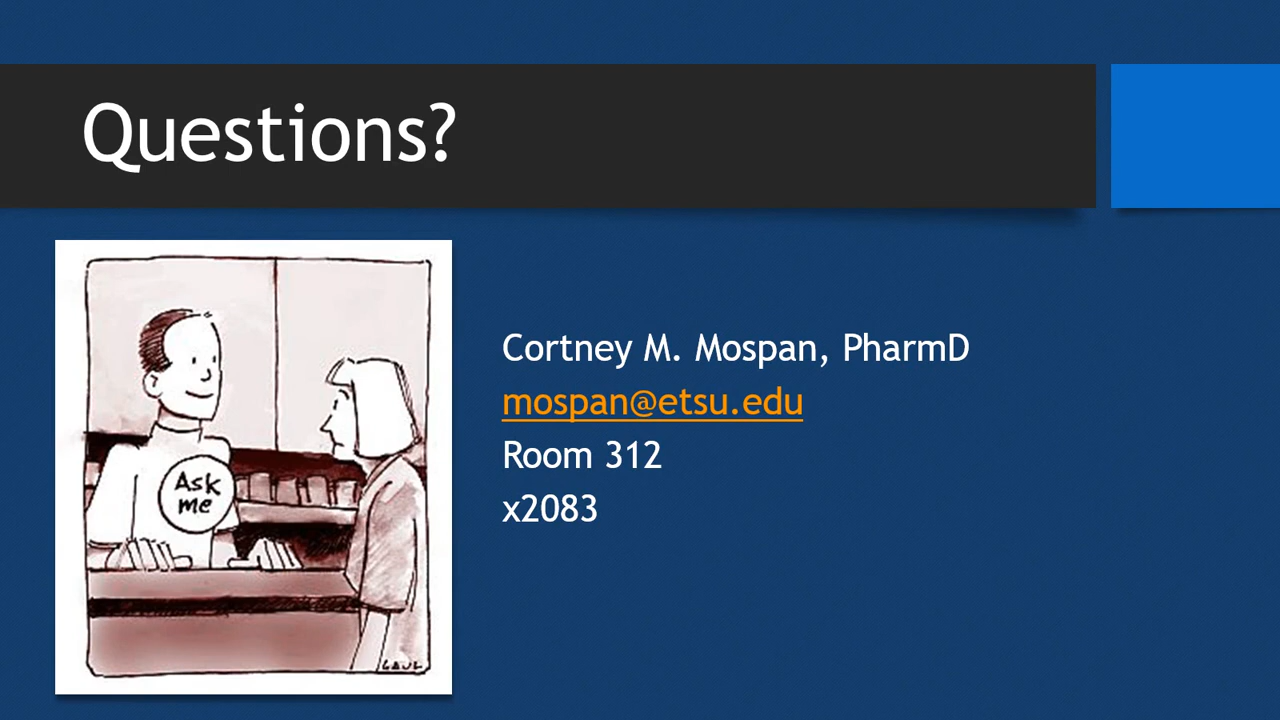 Questions?
Ask
me
Cortney M. Mospan, PharmD
mospan@etsu.edu
Room 312
x2083